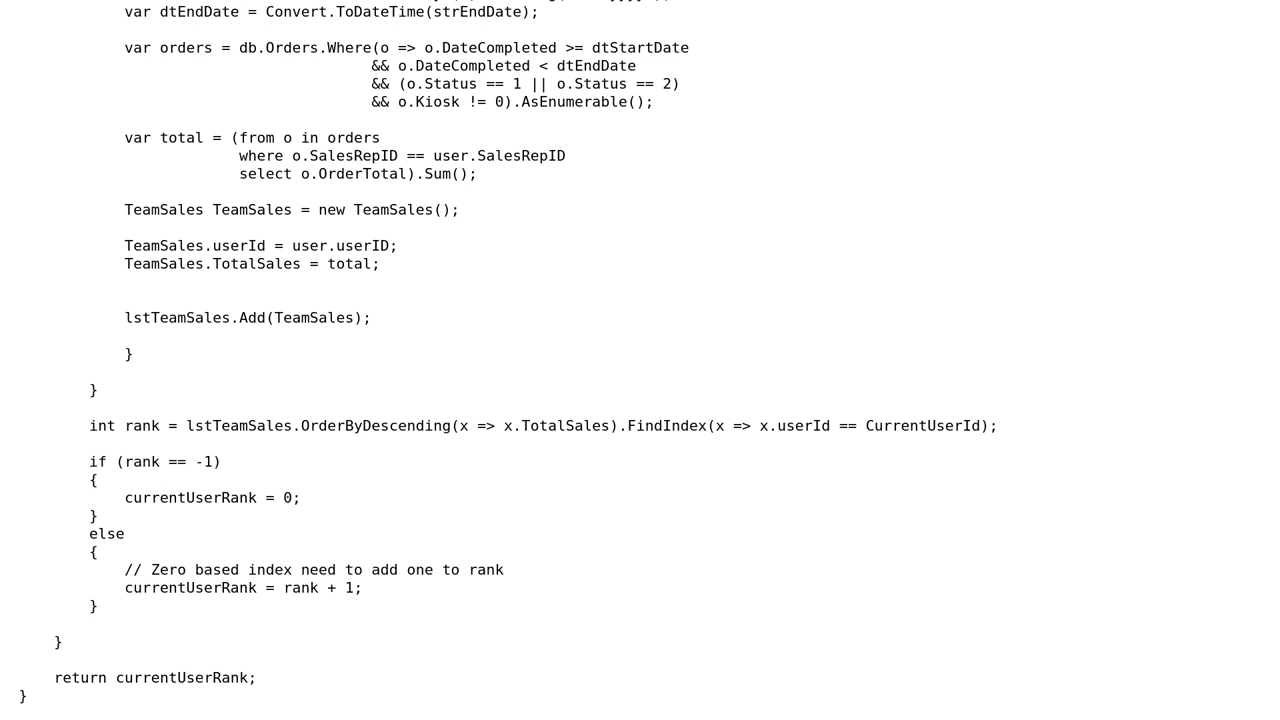 var dtEndDate = Convert.ToDateTime(strEndDate);
var orders = db.Orders.Where(o => o.DateCompleted >= dtStartDate
&& o.DateCompleted < dtEndDate
&& (o.Status == 1 || o.Status == 2)
&& o.Kiosk != 0).AsEnumerable();
var total = (from o in orders
where o.SalesRepID == user.SalesRepID
select o.OrderTotal).Sum();
TeamSales TeamSales = new TeamSales();
TeamSales.userId = user.userID;
TeamSales.TotalSales = total;
lstTeamSales.Add(TeamSales);
}
}
int rank = lstTeamSales.OrderByDescending(x => x.TotalSales).FindIndex(x => x.userId == CurrentUserId);
if (rank == -1)
{
currentUserRank = 0;
}
else
{
// Zero based index need to add one to rank
currentUserRank = rank + 1;
}
}
return currentUserRank;
}